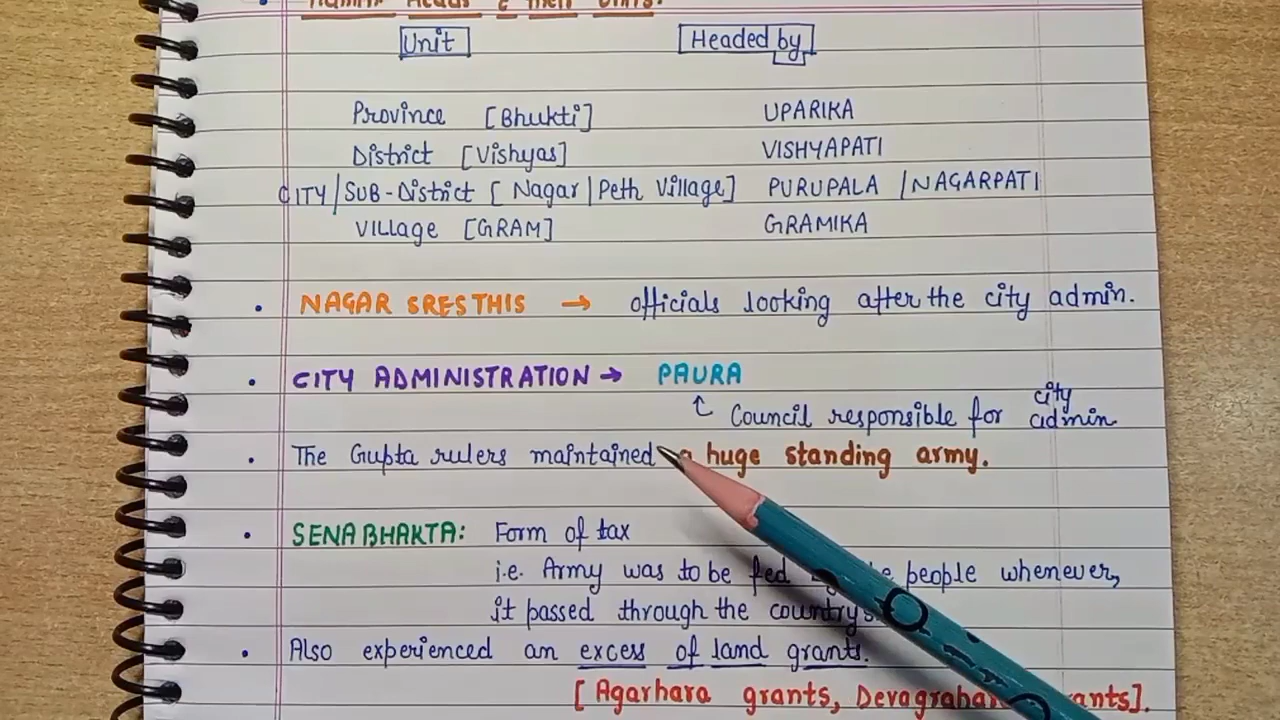 Unit Headed by
Province [Bhukti] UPARIKA
District [Vishyas] VISHYAPATI
CITY/SUB-District [Nagar|Peth Village] PURUPALA /NAGARPATI
Village [GRAM] GRAMIKA
• NAGAR SRESTHIS → officials looking after the city admin.
• CITY ADMINISTRATION → PAURA
Council responsible for city admin
• The Gupta rulers maintained a huge standing army.
• SENABHAKTA: Form of tax
i.e. Army was to be fed people whenever,
it passed through the
• Also experienced an excess of land grants.
[Agarhara grants,